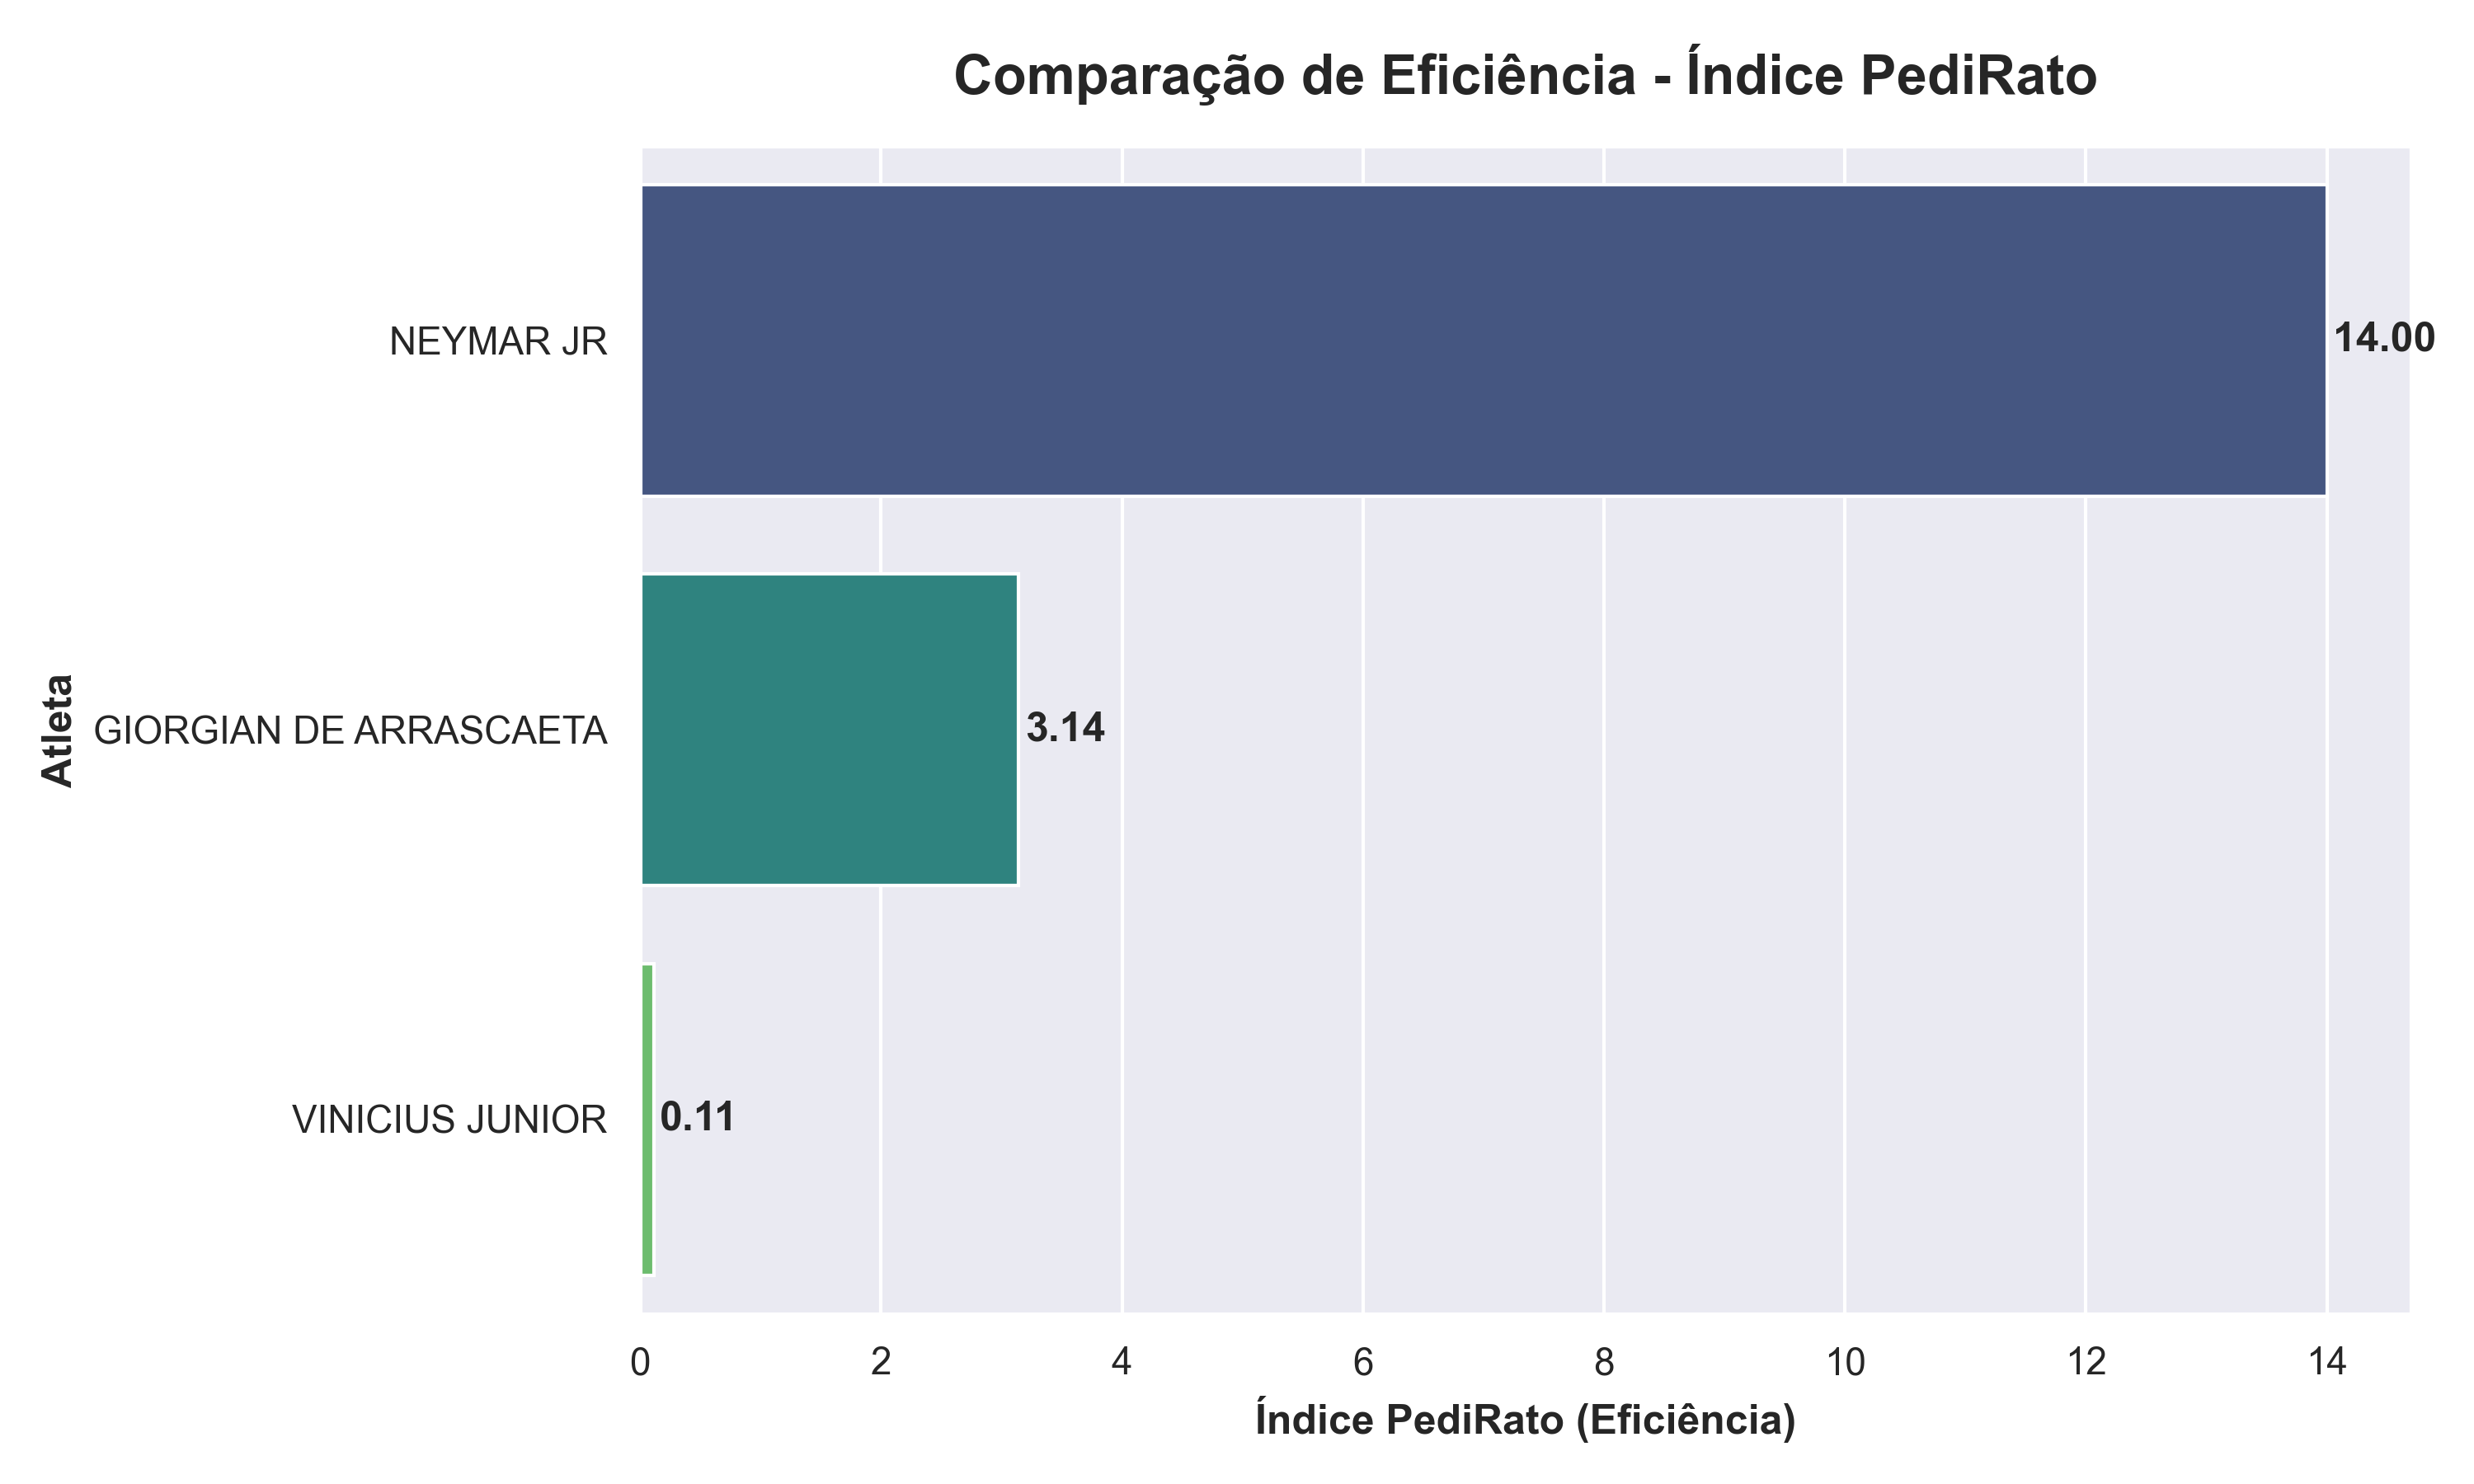 Comparação de Eficiência - Índice PediRato
NEYMAR JR
14.00
Atleta
GIORGIAN DE ARRASCAETA
3.14
VINICIUS JUNIOR
0.11
0 2 4 6 8 10 12 14
Índice PediRato (Eficiência)